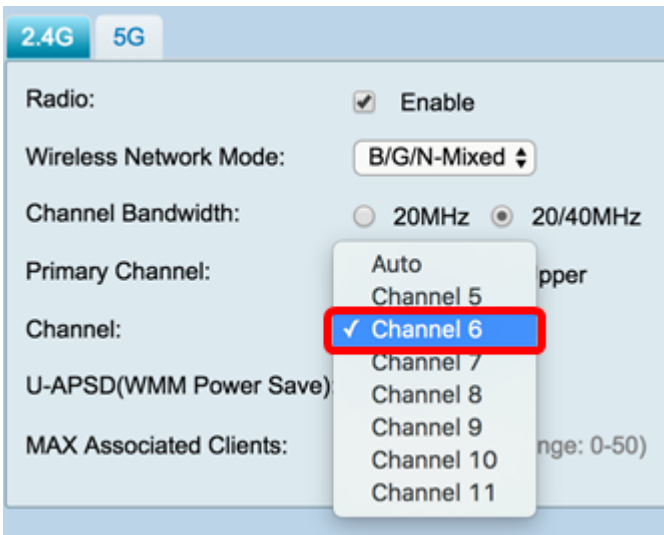 2.4G 5G
Radio: Enable
Wireless Network Mode: B/G/N-Mixed
Channel Bandwidth: 20MHz 20/40MHz
Auto
Primary Channel: pper
Channel 5
Channel: ✓ Channel 6
Channel 7
U-APSD(WMM Power Save)
Channel 8
Channel 9
MAX Associated Clients: nge: 0-50)
Channel 10
Channel 11